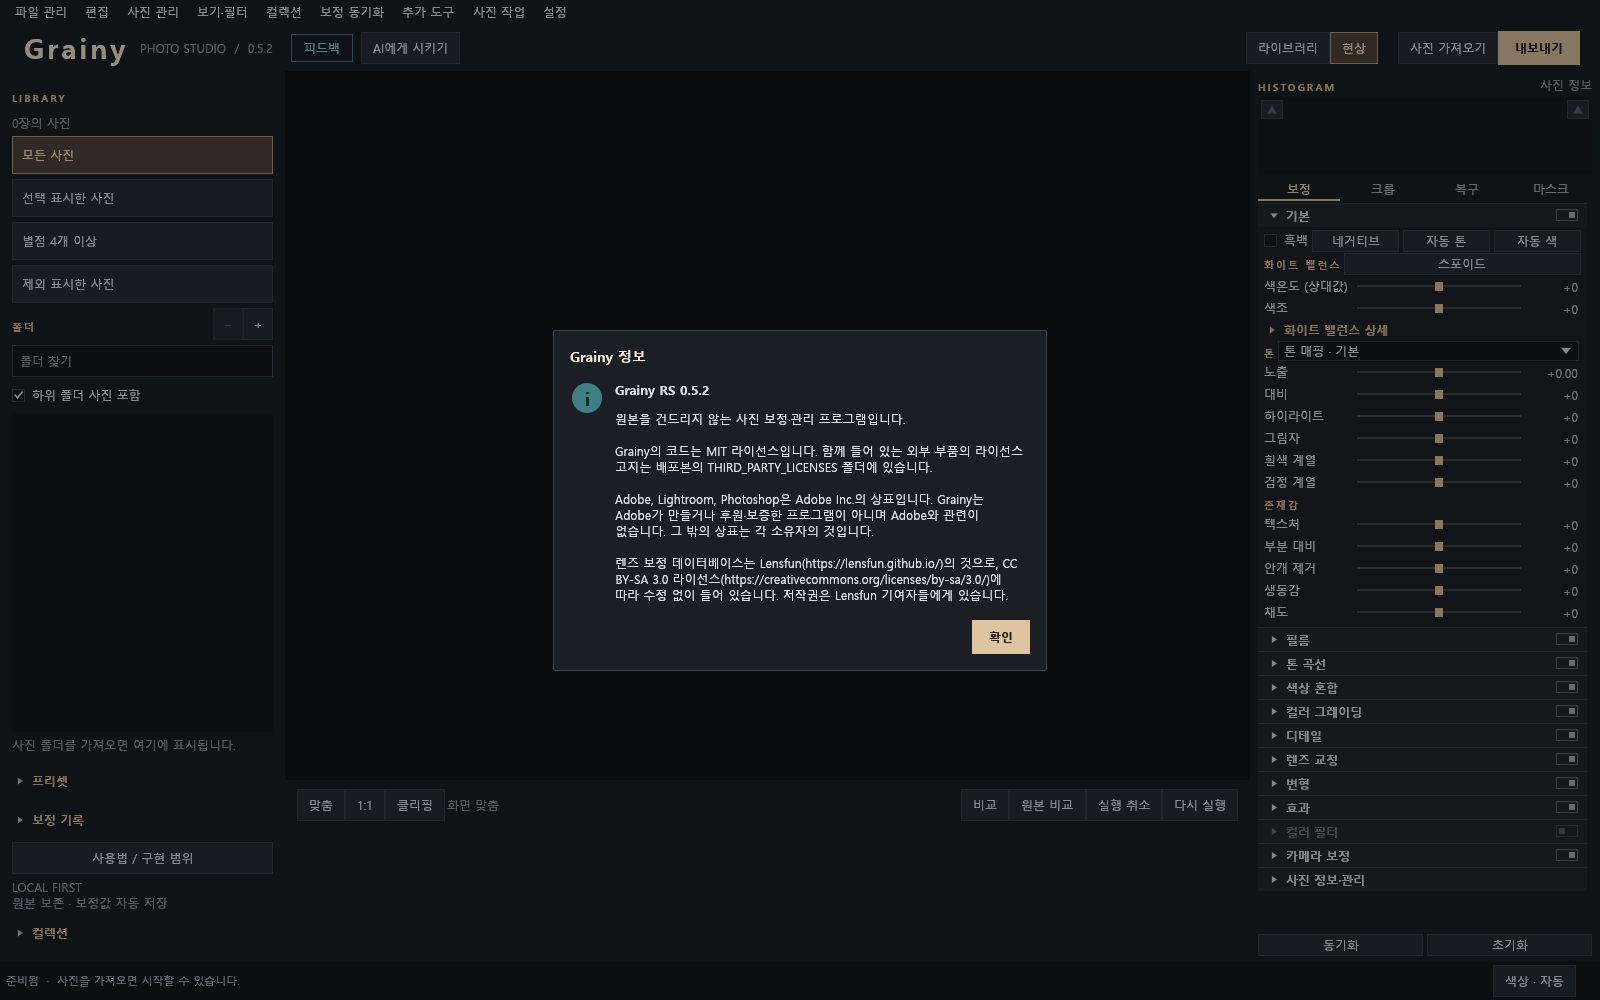 파일 관리 편집 사진 관리 보기·필터 컬렉션 보정 동기화 추가 도구 사진 작업 설정
Grainy PHOTO STUDIO / 0.5.2 피드백 AI에게 시키기 라이브러리 현상 사진 가져오기 내보내기
LIBRARY
0장의 사진
모든 사진
선택 표시한 사진
별점 4개 이상
제외 표시한 사진
폴더 − +
폴더 찾기
하위 폴더 사진 포함
사진 폴더를 가져오면 여기에 표시됩니다.
프리셋
보정 기록
사용법 / 구현 범위
LOCAL FIRST
원본 보존 · 보정값 자동 저장
컬렉션
Grainy 정보
Grainy RS 0.5.2
원본을 건드리지 않는 사진 보정·관리 프로그램입니다.
Grainy의 코드는 MIT 라이선스입니다. 함께 들어 있는 외부 부품의 라이선스
고지는 배포본의 THIRD_PARTY_LICENSES 폴더에 있습니다.
Adobe, Lightroom, Photoshop은 Adobe Inc.의 상표입니다. Grainy는
Adobe가 만들거나 후원·보증한 프로그램이 아니며 Adobe와 관련이
없습니다. 그 밖의 상표는 각 소유자의 것입니다.
렌즈 보정 데이터베이스는 Lensfun(https://lensfun.github.io/)의 것으로, CC
BY-SA 3.0 라이선스(https://creativecommons.org/licenses/by-sa/3.0/)에
따라 수정 없이 들어 있습니다. 저작권은 Lensfun 기여자들에게 있습니다.
확인
맞춤 1:1 클리핑 화면 맞춤 비교 원본 비교 실행 취소 다시 실행
HISTOGRAM 사진 정보
보정 크롭 복구 마스크
기본
흑백 네거티브 자동 톤 자동 색
화이트 밸런스 스포이드
색온도 (상대값) +0
색조 +0
화이트 밸런스 상세
톤 톤 매핑 · 기본
노출 +0.00
대비 +0
하이라이트 +0
그림자 +0
흰색 계열 +0
검정 계열 +0
존재감
텍스처 +0
부분 대비 +0
안개 제거 +0
생동감 +0
채도 +0
필름
톤 곡선
색상 혼합
컬러 그레이딩
디테일
렌즈 교정
변형
효과
컬러 필터
카메라 보정
사진 정보·관리
동기화 초기화
준비됨 · 사진을 가져오면 시작할 수 있습니다. 색상 · 자동